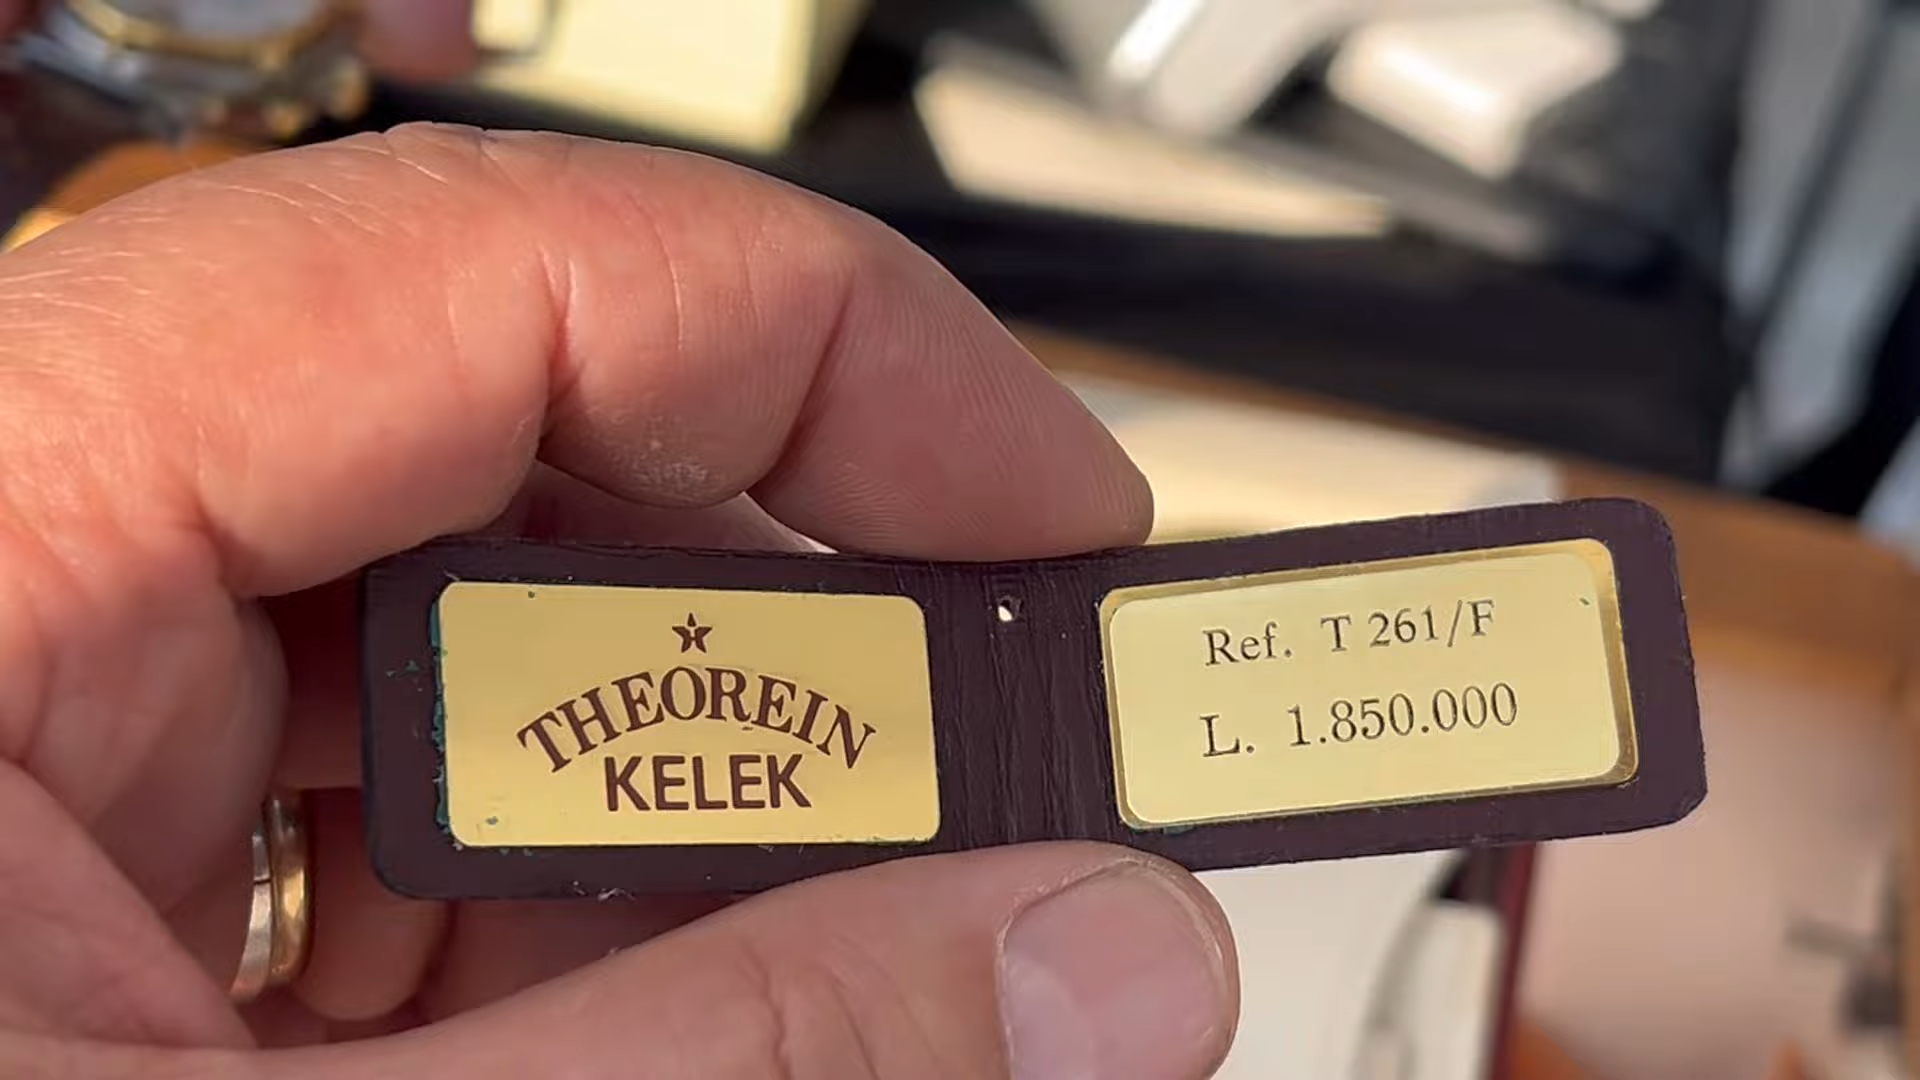 THEOREIN
KELEK
Ref. T 261/F
L. 1.850.000